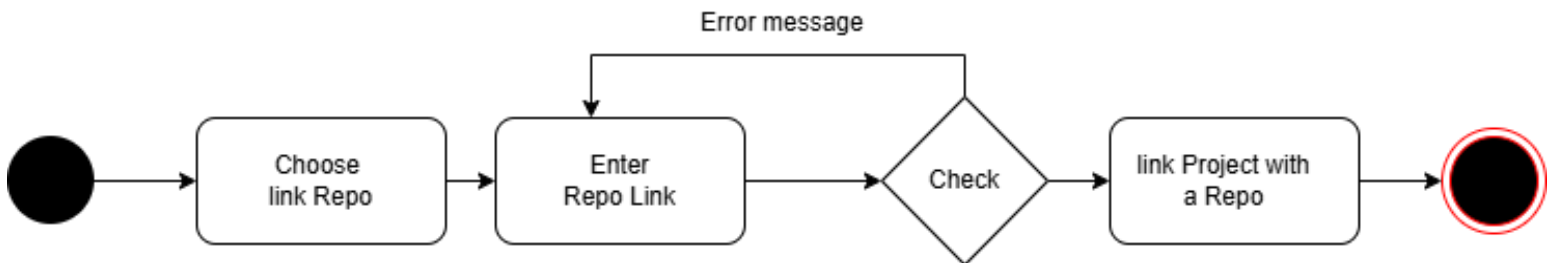 Error message
Choose
link Repo
Enter
Repo Link
Check
link Project with
a Repo